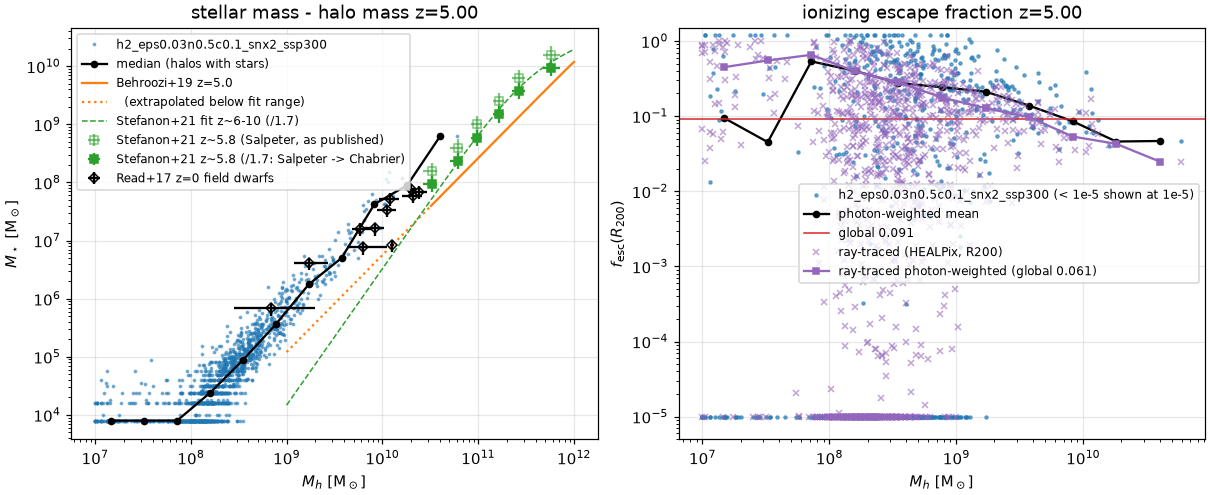 stellar mass - halo mass z=5.00
h2_eps0.03n0.5c0.1_snx2_ssp300
median (halos with stars)
Behroozi+19 z=5.0
(extrapolated below fit range)
Stefanon+21 fit z~6-10 (/1.7)
Stefanon+21 z~5.8 (Salpeter, as published)
Stefanon+21 z~5.8 (/1.7: Salpeter -> Chabrier)
Read+17 z=0 field dwarfs
M⋆ [M⊙]
10¹⁰
10⁹
10⁸
10⁷
10⁶
10⁵
10⁴
10⁷ 10⁸ 10⁹ 10¹⁰ 10¹¹ 10¹²
M_h [M⊙]
ionizing escape fraction z=5.00
h2_eps0.03n0.5c0.1_snx2_ssp300 (< 1e-5 shown at 1e-5)
photon-weighted mean
global 0.091
ray-traced (HEALPix, R200)
ray-traced photon-weighted (global 0.061)
f_esc(R₂₀₀)
10⁰
10⁻¹
10⁻²
10⁻³
10⁻⁴
10⁻⁵
10⁷ 10⁸ 10⁹ 10¹⁰
M_h [M⊙]